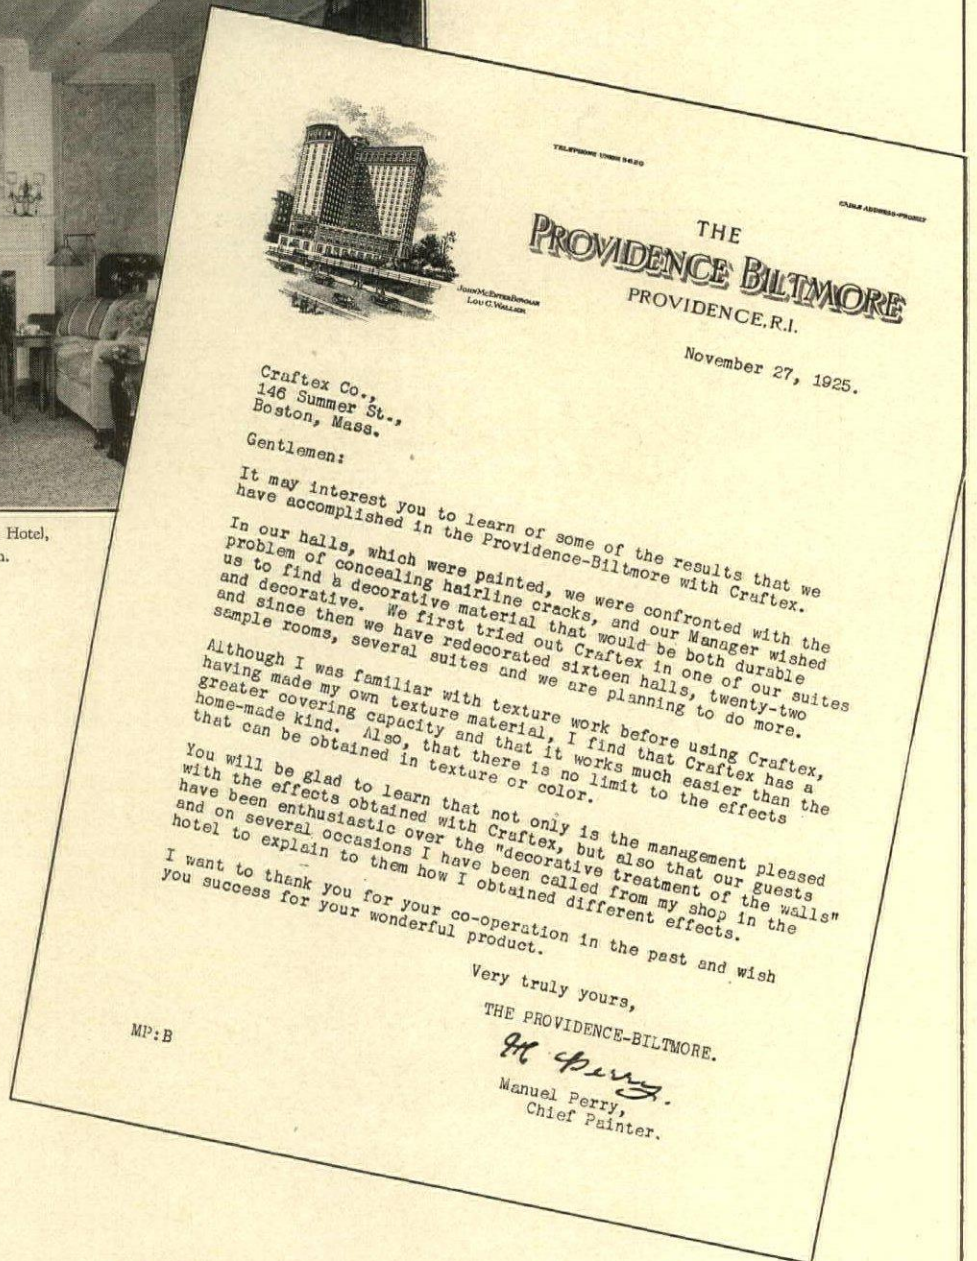 Hotel,
TELEPHONE UNION 9420
CABLE ADDRESS-PROBILT
THE
PROVIDENCE BILTMORE
PROVIDENCE, R.I.
JOHN MCENTEE BOWMAN
LOU C. WALLICK
November 27, 1925.
Craftex Co.,
146 Summer St.,
Boston, Mass.
Gentlemen:
It may interest you to learn of some of the results that we
have accomplished in the Providence-Biltmore with Craftex.
In our halls, which were painted, we were confronted with the
problem of concealing hairline cracks, and our Manager wished
us to find a decorative material that would be both durable
and decorative. We first tried out Craftex in one of our suites
and since then we have redecorated sixteen halls, twenty-two
sample rooms, several suites and we are planning to do more.
Although I was familiar with texture work before using Craftex,
having made my own texture material, I find that Craftex has a
greater covering capacity and that it works much easier than the
home-made kind. Also, that there is no limit to the effects
that can be obtained in texture or color.
You will be glad to learn that not only is the management pleased
with the effects obtained with Craftex, but also that our guests
have been enthusiastic over the "decorative treatment of the walls"
and on several occasions I have been called from my shop in the
hotel to explain to them how I obtained different effects.
I want to thank you for your co-operation in the past and wish
you success for your wonderful product.
Very truly yours,
THE PROVIDENCE-BILTMORE.
M Perry.
Manuel Perry,
Chief Painter.
MP:B